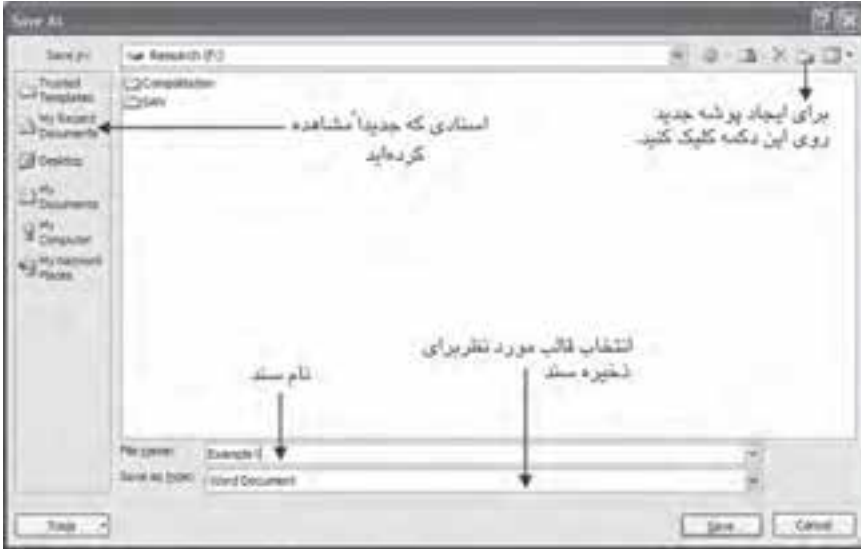 Save As
Save in:
Research (F:)
Trusted
Templates
My Recent
Documents
Desktop
My
Documents
My
Computer
My Network
Places
Compilation
برای ایجاد پوشه جدید
روی این دکمه کلیک کنید.
اسنادی که جدیداً مشاهده
کرده‌اید
انتخاب قالب مورد نظر برای
ذخیره سند
نام سند
File name:
Save as type:
Word Document
Tools
Save
Cancel